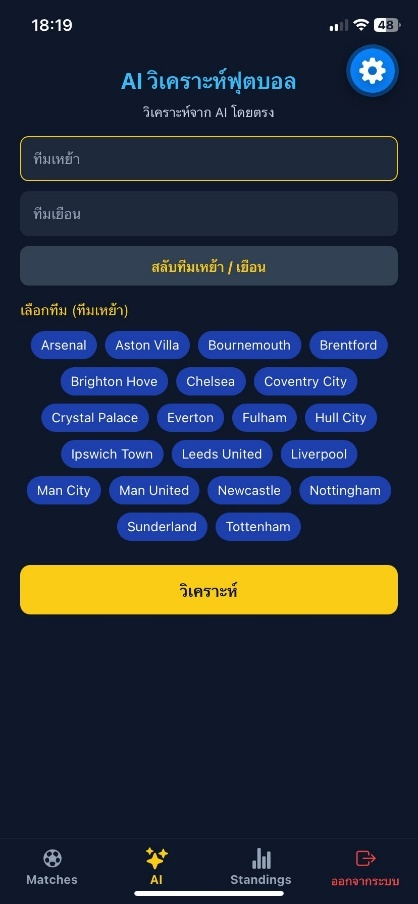 18:19
48
AI วิเคราะห์ฟุตบอล
วิเคราะห์จาก AI โดยตรง
ทีมเหย้า
ทีมเยือน
สลับทีมเหย้า / เยือน
เลือกทีม (ทีมเหย้า)
Arsenal Aston Villa Bournemouth Brentford
Brighton Hove Chelsea Coventry City
Crystal Palace Everton Fulham Hull City
Ipswich Town Leeds United Liverpool
Man City Man United Newcastle Nottingham
Sunderland Tottenham
วิเคราะห์
Matches AI Standings ออกจากระบบ